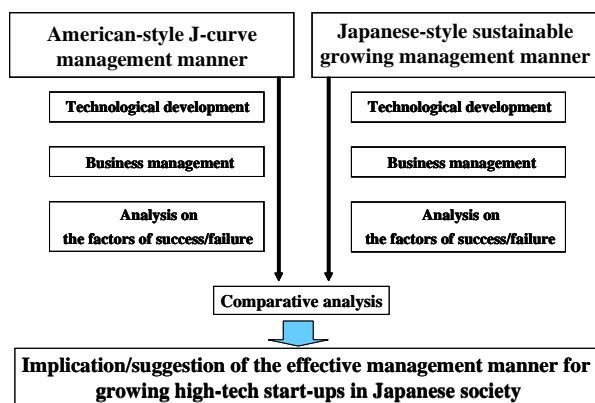 American-style J-curve
management manner
Japanese-style sustainable
growing management manner
Technological development
Business management
Analysis on
the factors of success/failure
Technological development
Business management
Analysis on
the factors of success/failure
Comparative analysis
Implication/suggestion of the effective management manner for
growing high-tech start-ups in Japanese society